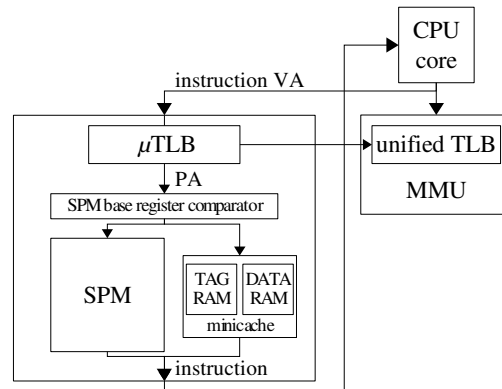 CPU
core
instruction VA
μTLB
unified TLB
MMU
PA
SPM base register comparator
SPM
TAG
RAM
DATA
RAM
minicache
instruction